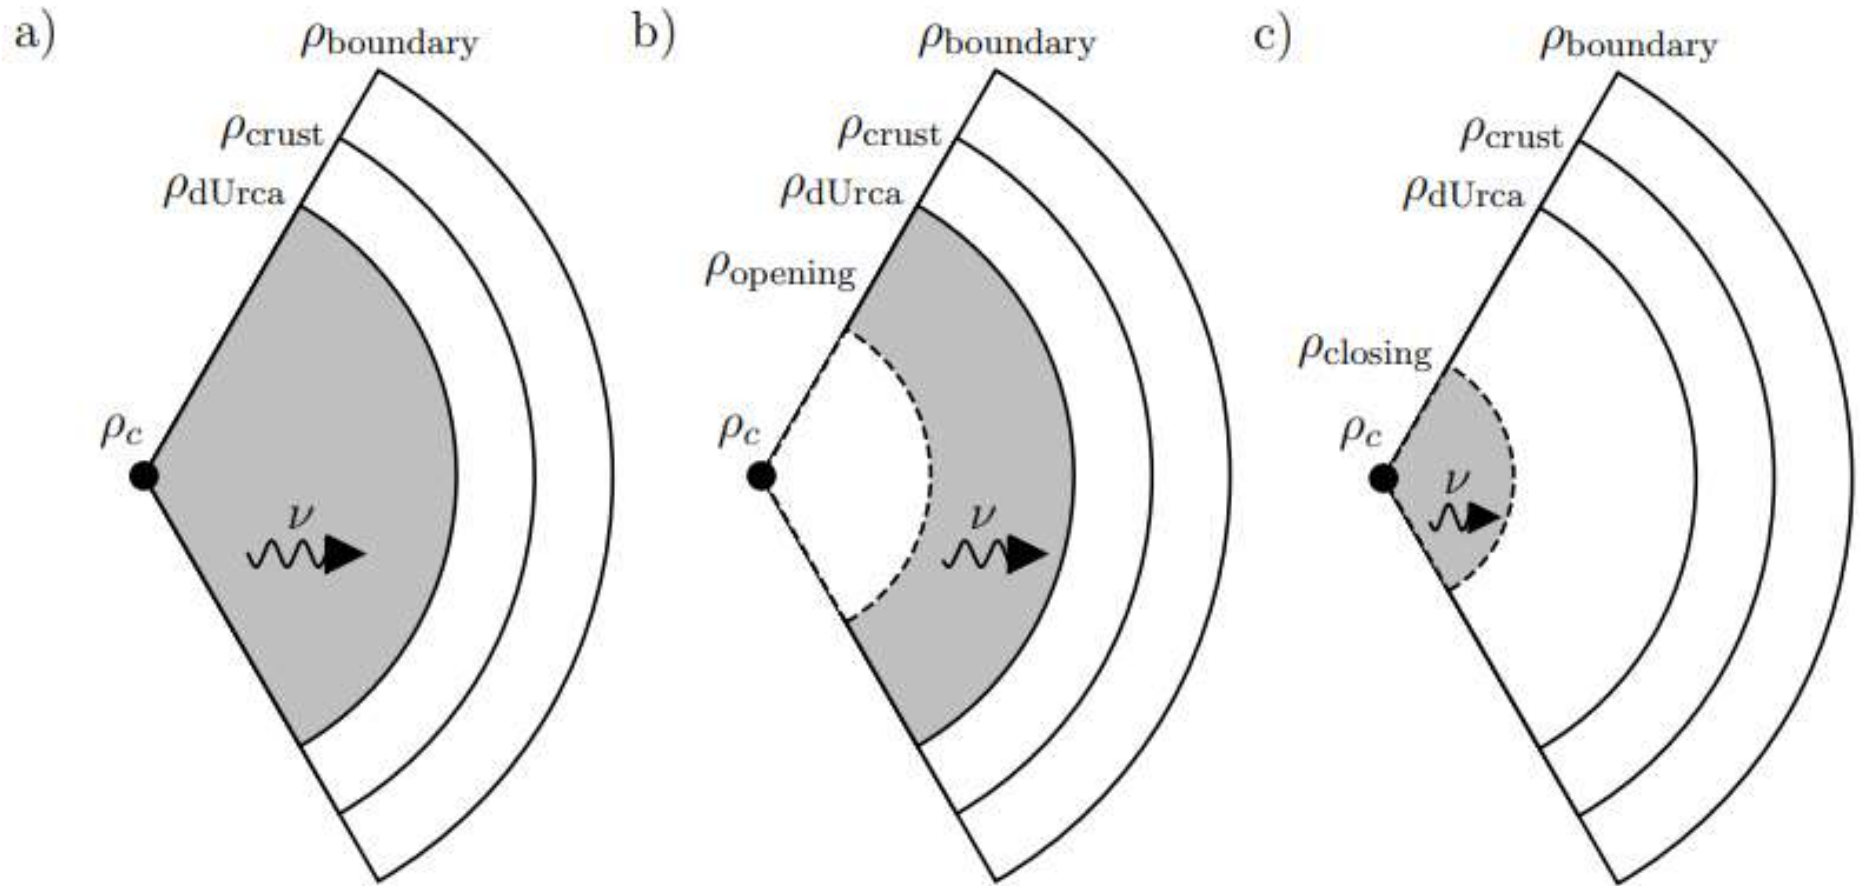 a)
ρboundary
ρcrust
ρdUrca
ρc
ν
b)
ρboundary
ρcrust
ρdUrca
ρopening
ρc
ν
c)
ρboundary
ρcrust
ρdUrca
ρclosing
ρc
ν